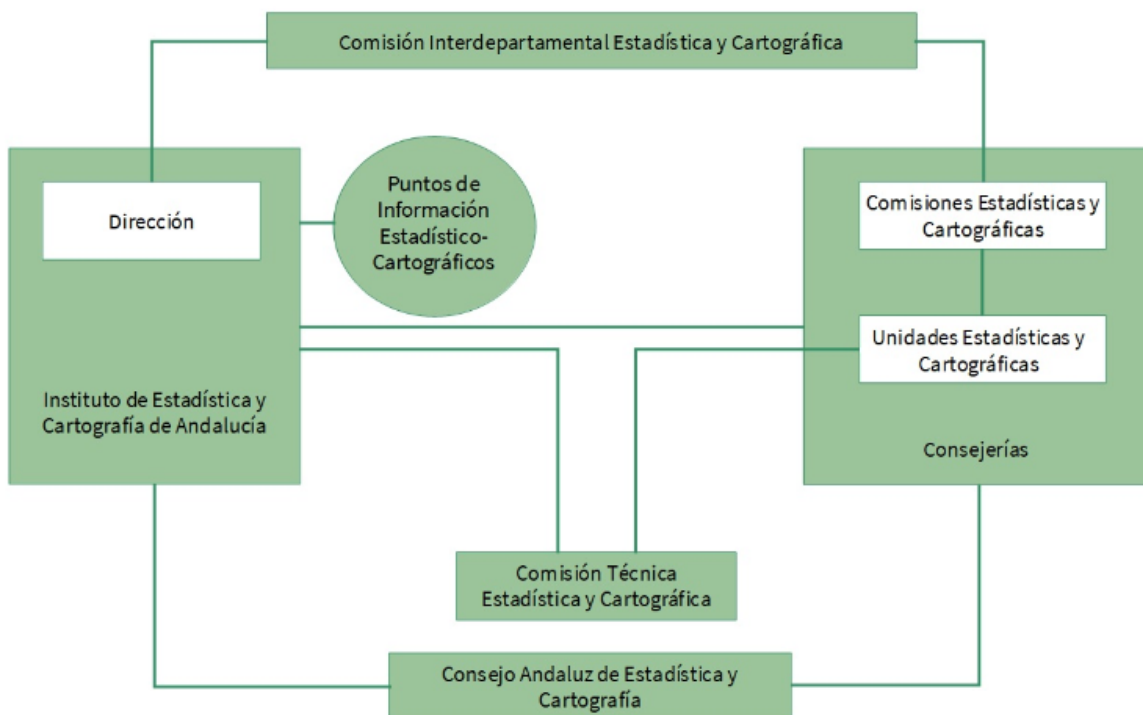 Comisión Interdepartamental Estadística y Cartográfica
Dirección
Puntos de
Información
Estadístico-
Cartográficos
Comisiones Estadísticas y
Cartográficas
Unidades Estadísticas y
Cartográficas
Instituto de Estadística y
Cartografía de Andalucía
Consejerías
Comisión Técnica
Estadística y Cartográfica
Consejo Andaluz de Estadística y
Cartografía